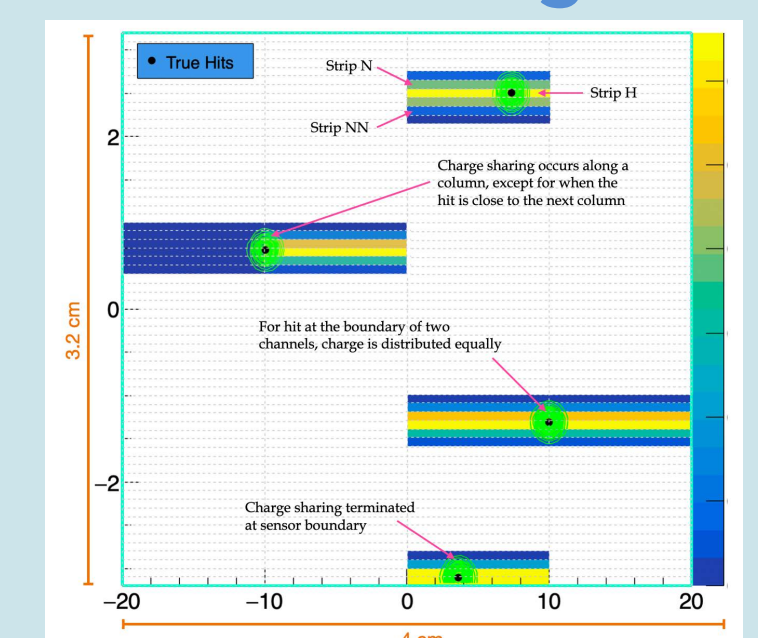 True Hits
Strip N
Strip H
Strip NN
2
Charge sharing occurs along a
column, except for when the
hit is close to the next column
0
3.2 cm
For hit at the boundary of two
channels, charge is distributed equally
−2
Charge sharing terminated
at sensor boundary
−20 −10 0 10 20
4 cm